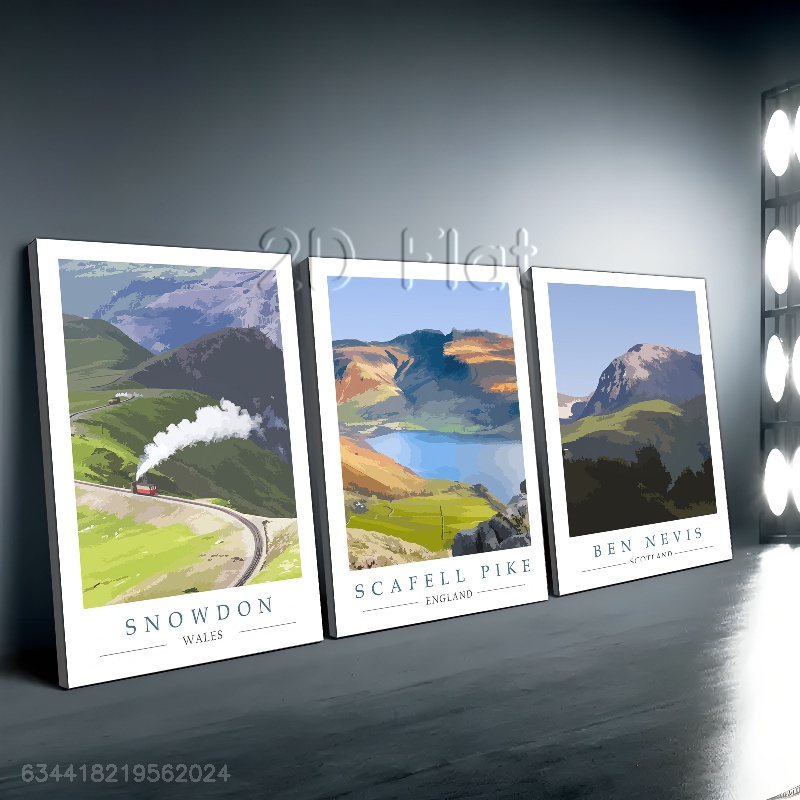 2D Flat
SNOWDON
WALES
SCAFELL PIKE
ENGLAND
BEN NEVIS
SCOTLAND
634418219562024